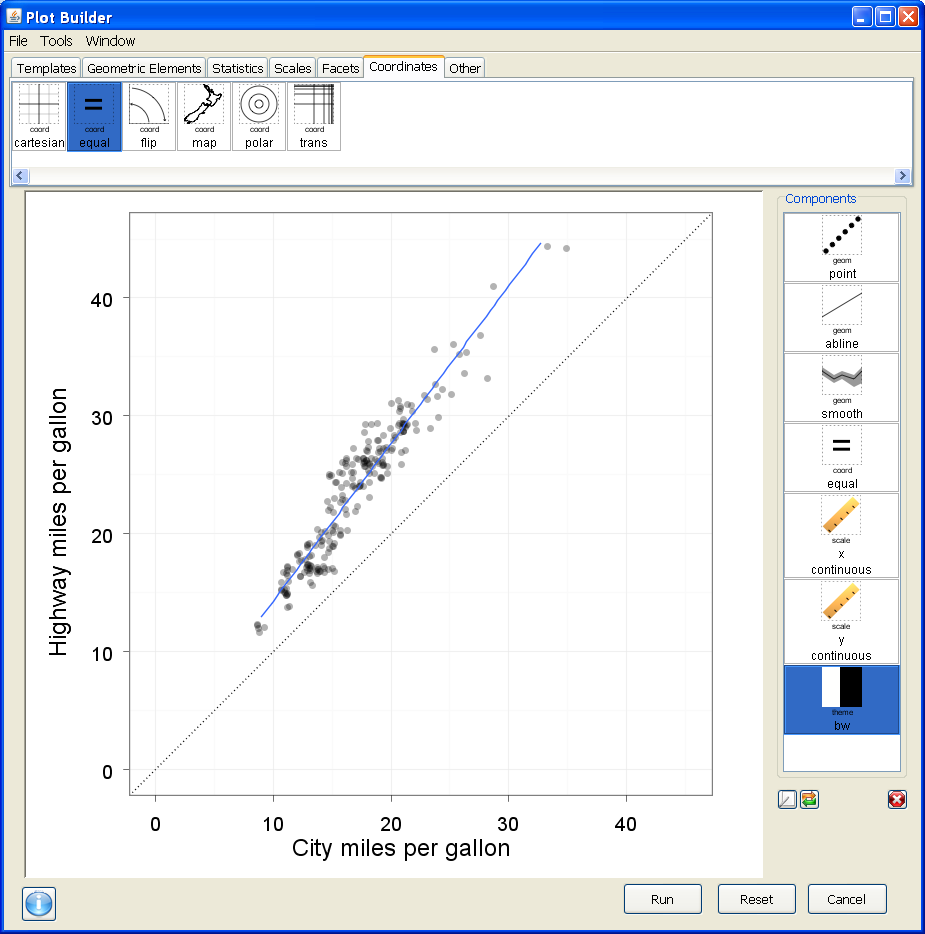 Plot Builder
File Tools Window
Templates Geometric Elements Statistics Scales Facets Coordinates Other
coord coord coord coord coord coord
cartesian equal flip map polar trans
Components
geom
point
geom
abline
geom
smooth
coord
equal
scale
x
continuous
scale
y
continuous
theme
bw
Highway miles per gallon
40
30
20
10
0
0 10 20 30 40
City miles per gallon
Run Reset Cancel